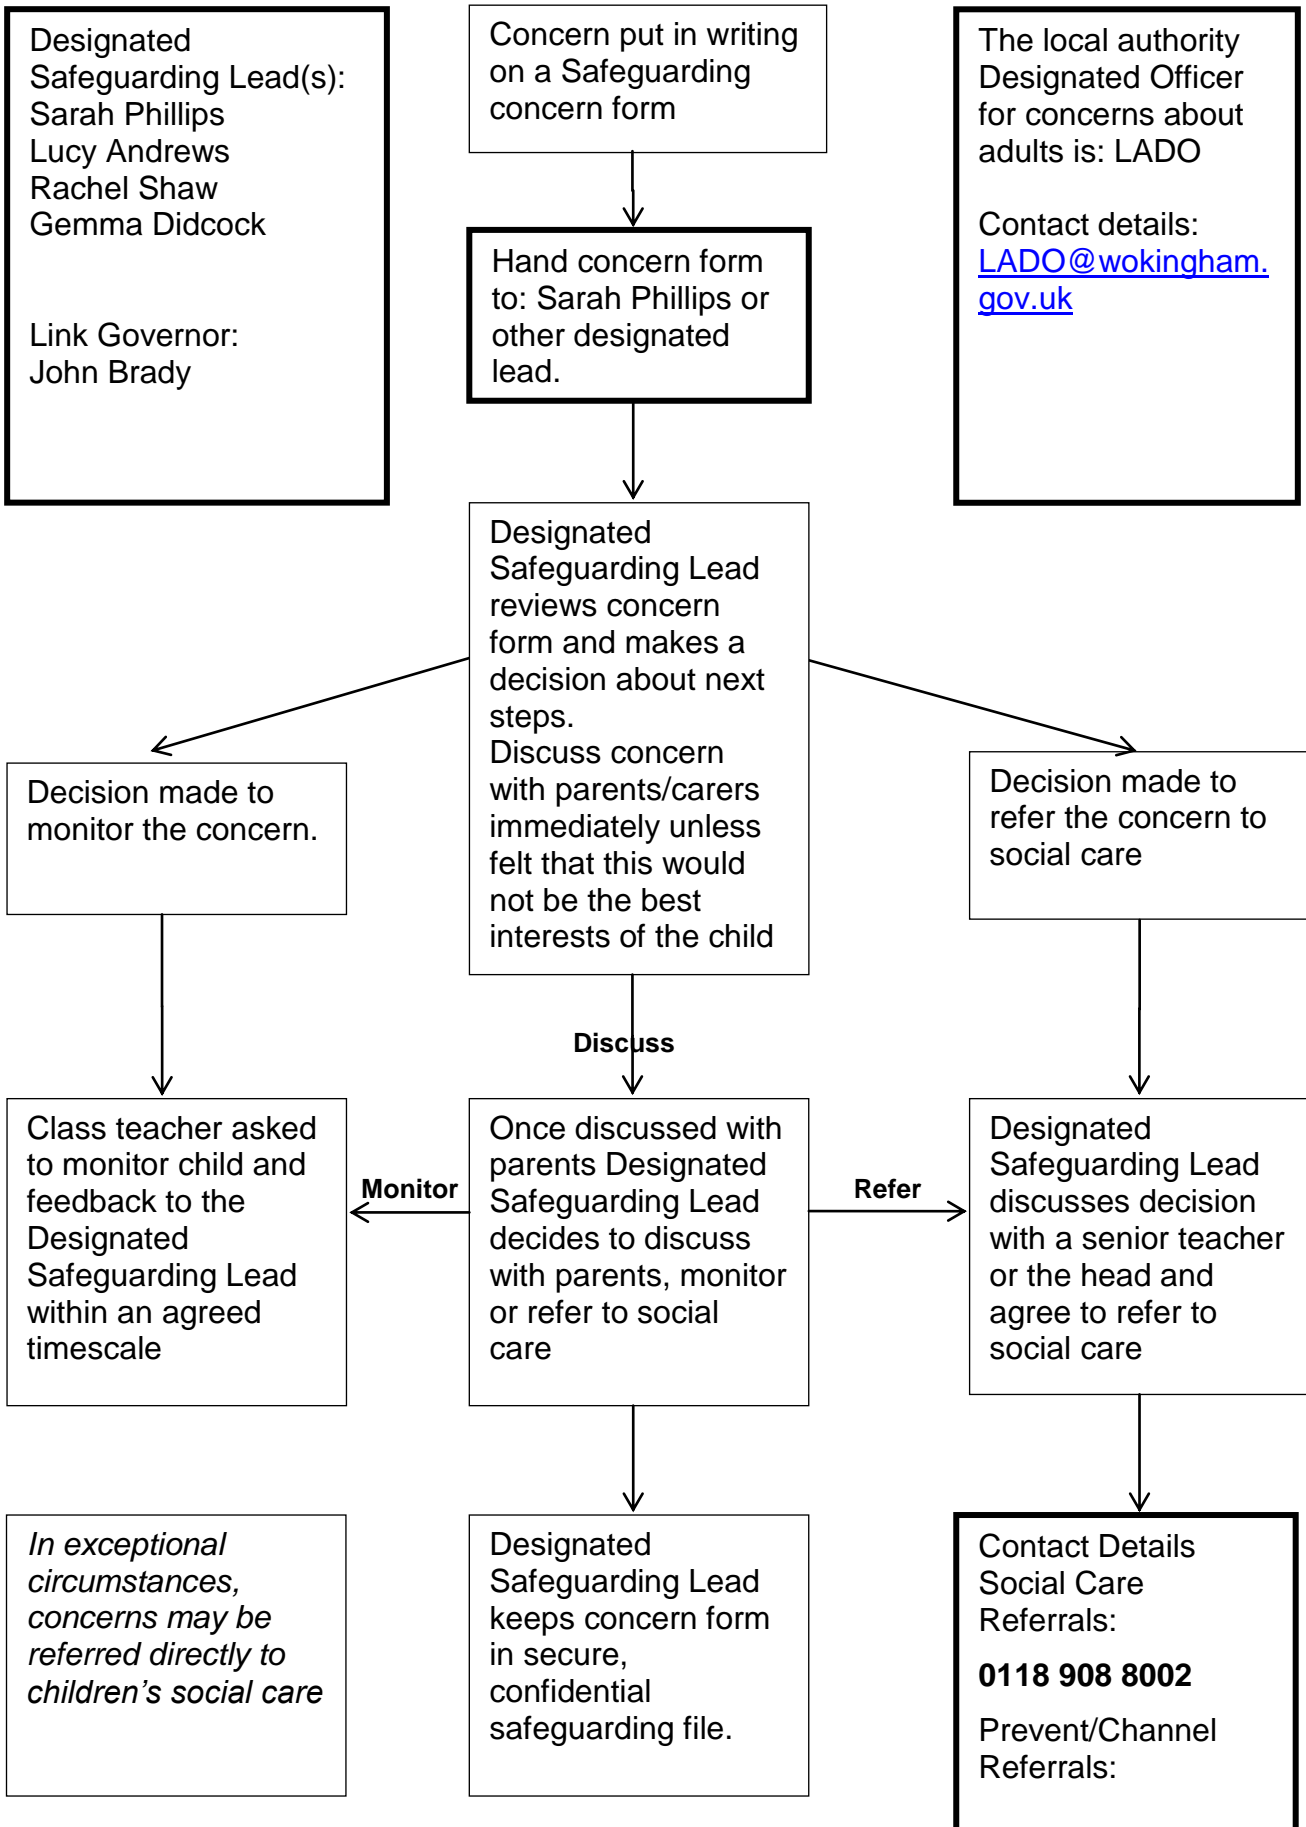 Designated
Safeguarding Lead(s):
Sarah Phillips
Lucy Andrews
Rachel Shaw
Gemma Didcock
Link Governor:
John Brady
Concern put in writing
on a Safeguarding
concern form
The local authority
Designated Officer
for concerns about
adults is: LADO
Contact details:
LADO@wokingham.
gov.uk
Hand concern form
to: Sarah Phillips or
other designated
lead.
Designated
Safeguarding Lead
reviews concern
form and makes a
decision about next
steps.
Discuss concern
with parents/carers
immediately unless
felt that this would
not be the best
interests of the child
Decision made to
monitor the concern.
Decision made to
refer the concern to
social care
Discuss
Class teacher asked
to monitor child and
feedback to the
Designated
Safeguarding Lead
within an agreed
timescale
Monitor
Once discussed with
parents Designated
Safeguarding Lead
decides to discuss
with parents, monitor
or refer to social
care
Refer
Designated
Safeguarding Lead
discusses decision
with a senior teacher
or the head and
agree to refer to
social care
In exceptional
circumstances,
concerns may be
referred directly to
children’s social care
Designated
Safeguarding Lead
keeps concern form
in secure,
confidential
safeguarding file.
Contact Details
Social Care
Referrals:
0118 908 8002
Prevent/Channel
Referrals: